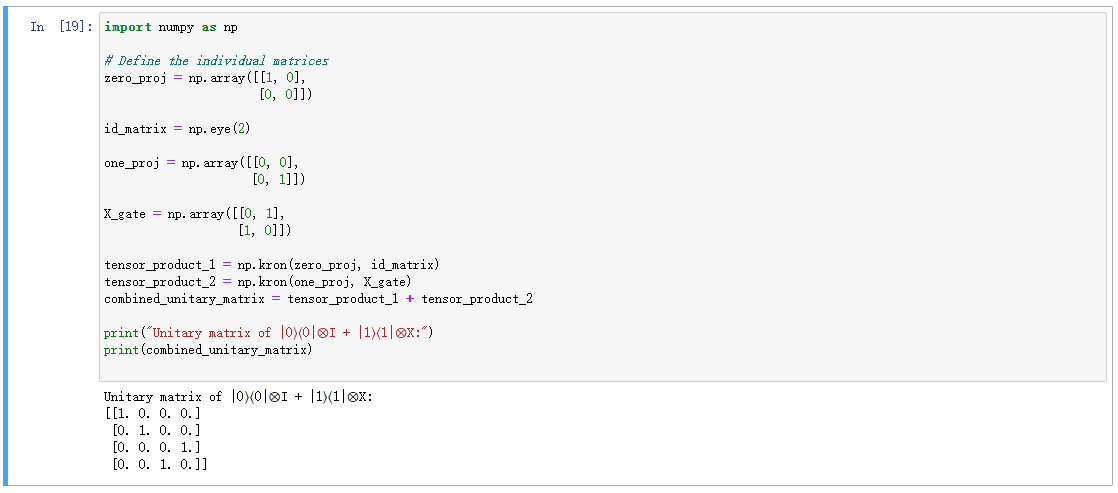 In [19]: import numpy as np
# Define the individual matrices
zero_proj = np.array([[1, 0],
[0, 0]])
id_matrix = np.eye(2)
one_proj = np.array([[0, 0],
[0, 1]])
X_gate = np.array([[0, 1],
[1, 0]])
tensor_product_1 = np.kron(zero_proj, id_matrix)
tensor_product_2 = np.kron(one_proj, X_gate)
combined_unitary_matrix = tensor_product_1 + tensor_product_2
print("Unitary matrix of |0⟩⟨0|⊗I + |1⟩⟨1|⊗X:")
print(combined_unitary_matrix)
Unitary matrix of |0⟩⟨0|⊗I + |1⟩⟨1|⊗X:
[[1. 0. 0. 0.]
[0. 1. 0. 0.]
[0. 0. 0. 1.]
[0. 0. 1. 0.]]